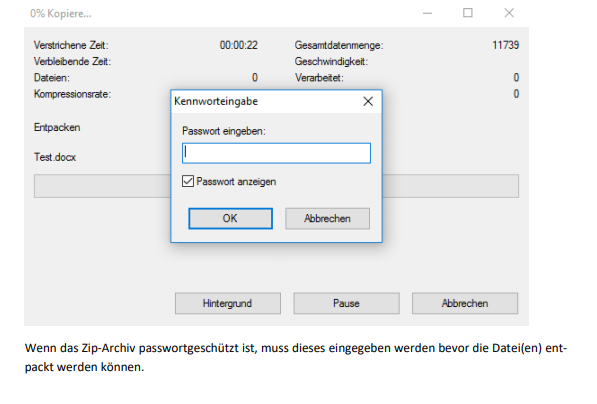 0% Kopiere...
Verstrichene Zeit: 00:00:22 Gesamtdatenmenge: 11739
Verbleibende Zeit: Geschwindigkeit:
Dateien: 0 Verarbeitet: 0
Kompressionsrate: 0
Kennworteingabe
Entpacken
Passwort eingeben:
Test.docx
Passwort anzeigen
OK Abbrechen
Hintergrund Pause Abbrechen
Wenn das Zip-Archiv passwortgeschützt ist, muss dieses eingegeben werden bevor die Datei(en) ent-
packt werden können.